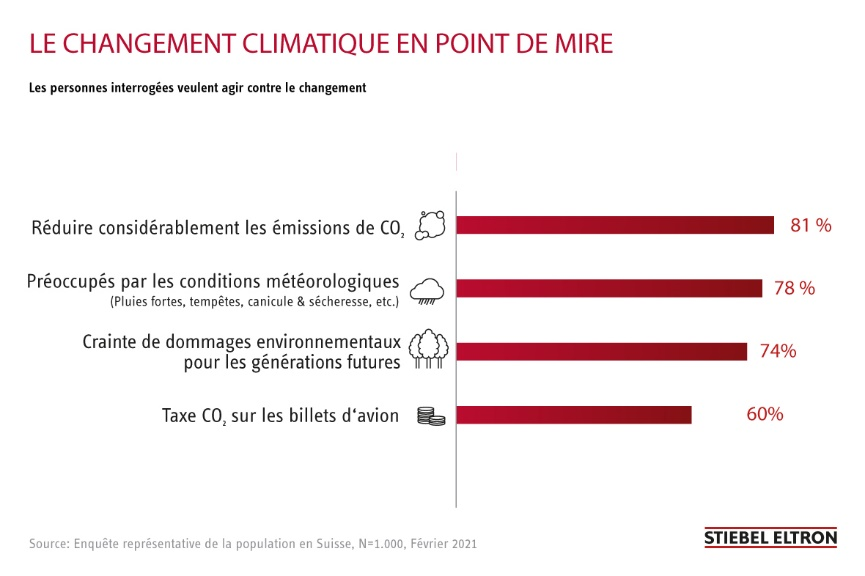 LE CHANGEMENT CLIMATIQUE EN POINT DE MIRE
Les personnes interrogées veulent agir contre le changement
Réduire considérablement les émissions de CO₂
81 %
Préoccupés par les conditions météorologiques
(Pluies fortes, tempêtes, canicule & sécheresse, etc.)
78 %
Crainte de dommages environnementaux
pour les générations futures
74%
Taxe CO₂ sur les billets d‘avion
60%
Source: Enquête représentative de la population en Suisse, N=1.000, Février 2021
STIEBEL ELTRON